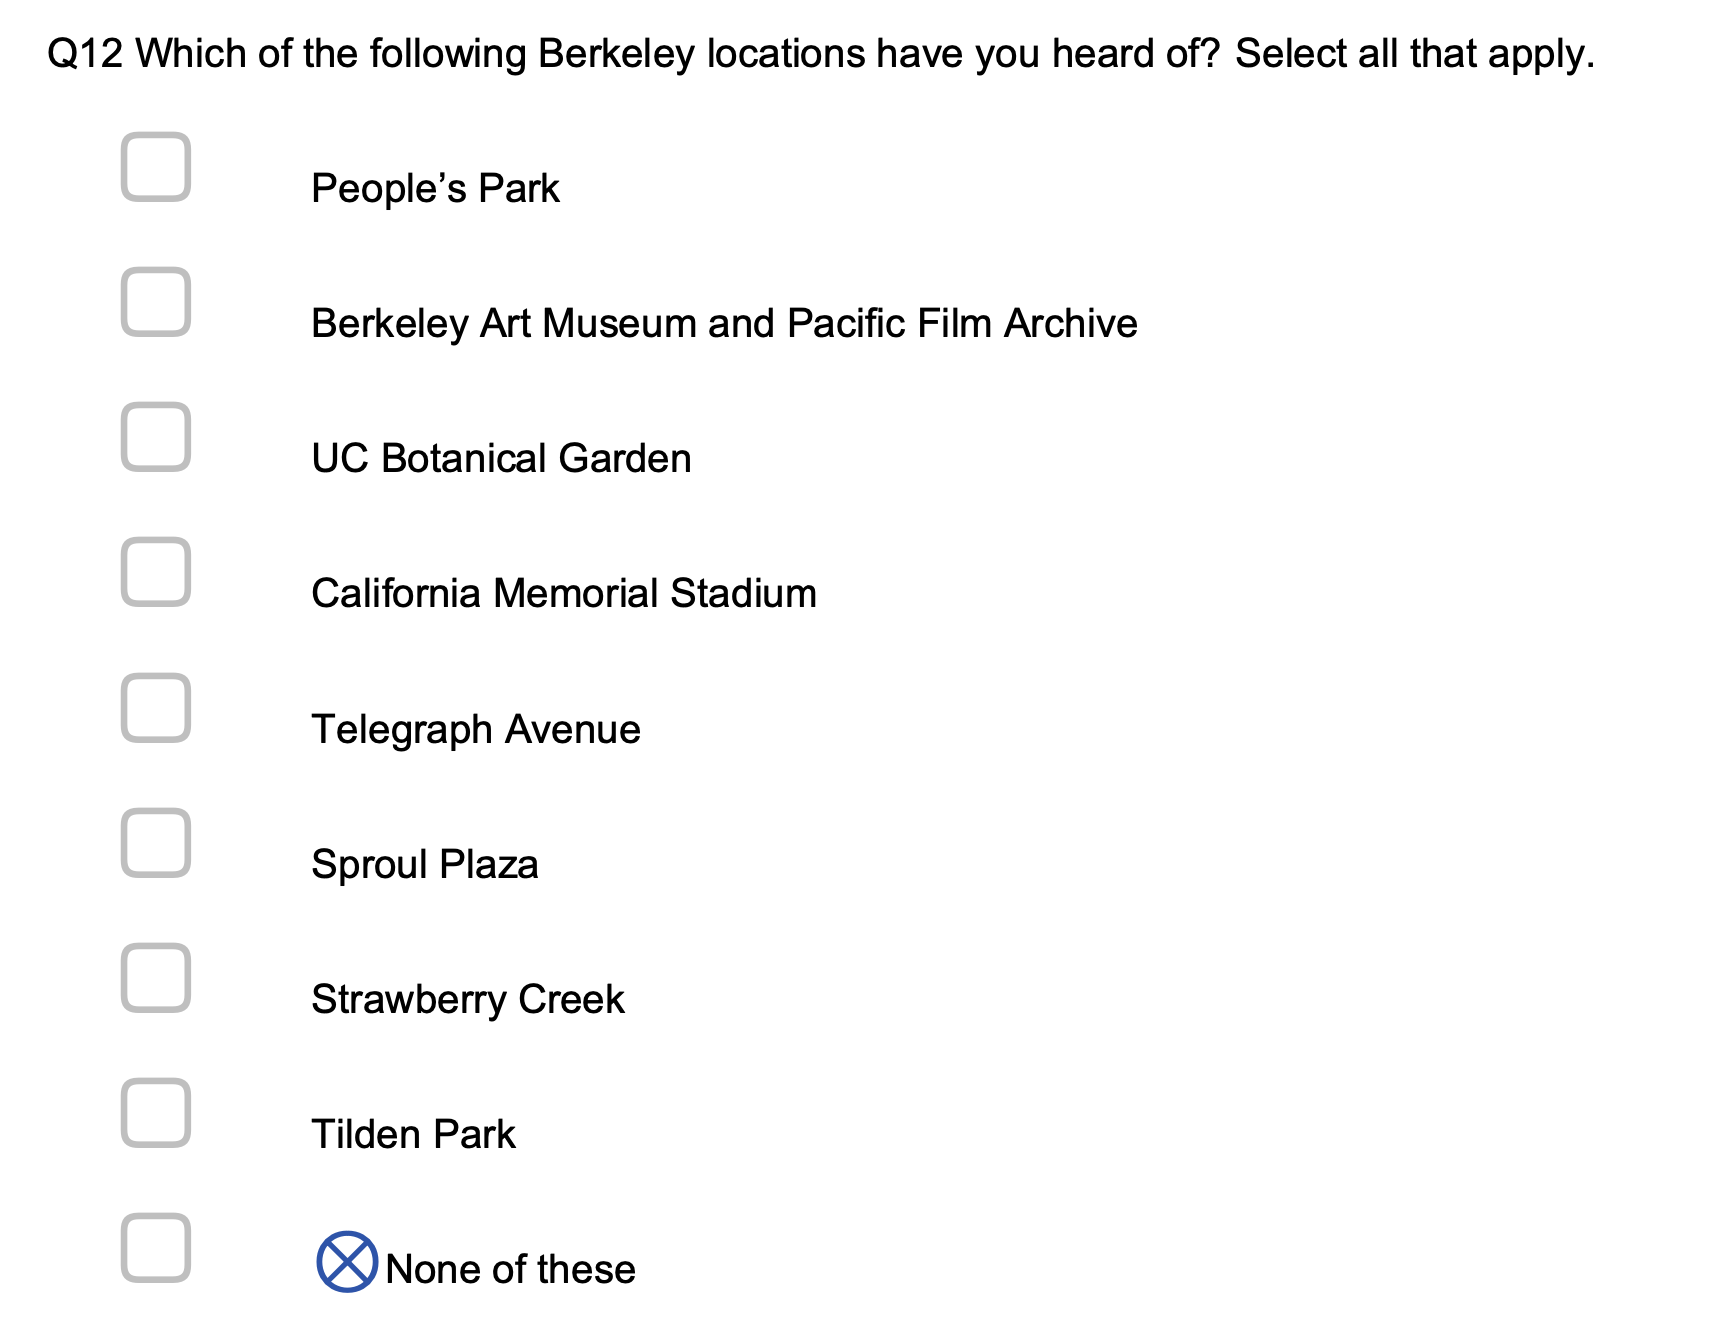 Q12 Which of the following Berkeley locations have you heard of? Select all that apply.
People’s Park
Berkeley Art Museum and Pacific Film Archive
UC Botanical Garden
California Memorial Stadium
Telegraph Avenue
Sproul Plaza
Strawberry Creek
Tilden Park
None of these